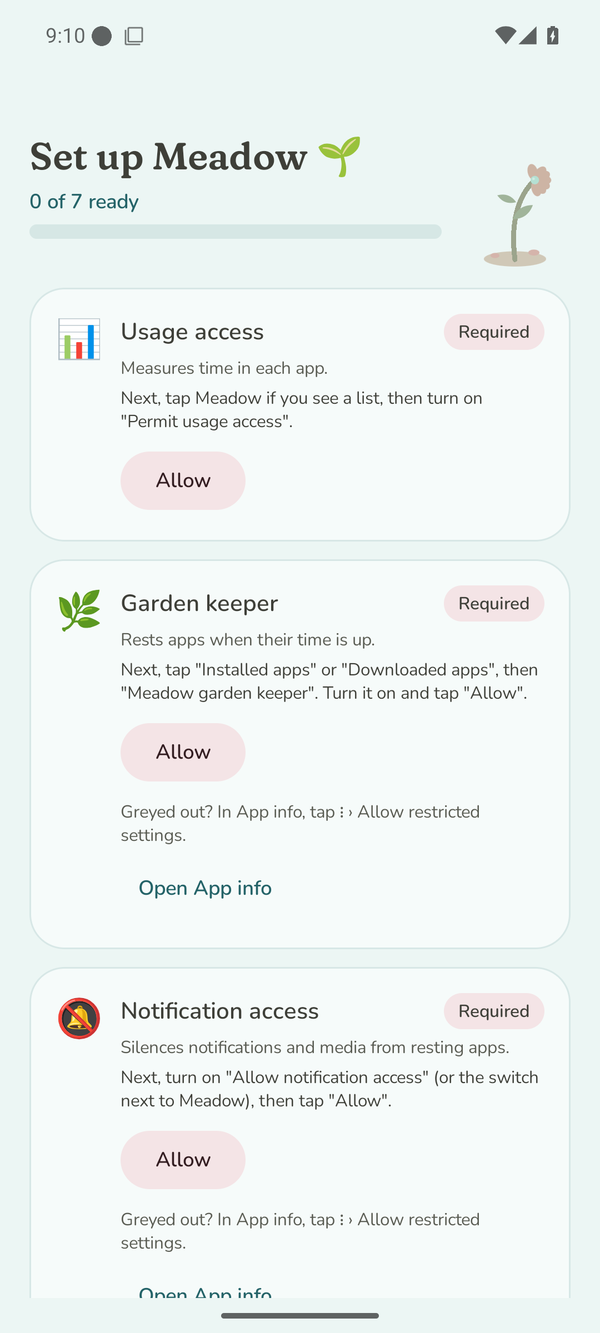 9:10
Set up Meadow 🌱
0 of 7 ready
Usage access
Required
Measures time in each app.
Next, tap Meadow if you see a list, then turn on
"Permit usage access".
Allow
Garden keeper
Required
Rests apps when their time is up.
Next, tap "Installed apps" or "Downloaded apps", then
"Meadow garden keeper". Turn it on and tap "Allow".
Allow
Greyed out? In App info, tap ⋮ › Allow restricted
settings.
Open App info
Notification access
Required
Silences notifications and media from resting apps.
Next, turn on "Allow notification access" (or the switch
next to Meadow), then tap "Allow".
Allow
Greyed out? In App info, tap ⋮ › Allow restricted
settings.
Open App info